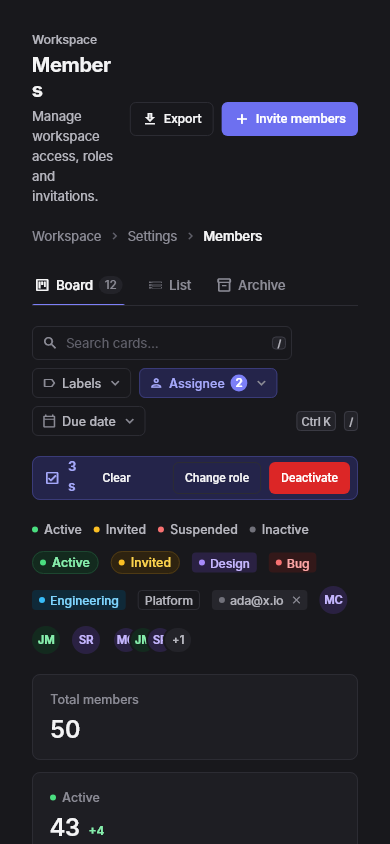 Workspace
Member
s
Manage
workspace
access, roles
and
invitations.
Export
Invite members
Workspace > Settings > Members
Board 12 List Archive
Search cards... /
Labels Assignee 2
Due date Ctrl K /
3
s
Clear Change role Deactivate
Active Invited Suspended Inactive
Active Invited Design Bug
Engineering Platform ada@x.io × MC
JM SR JM +1
Total members
50
Active
43 +4